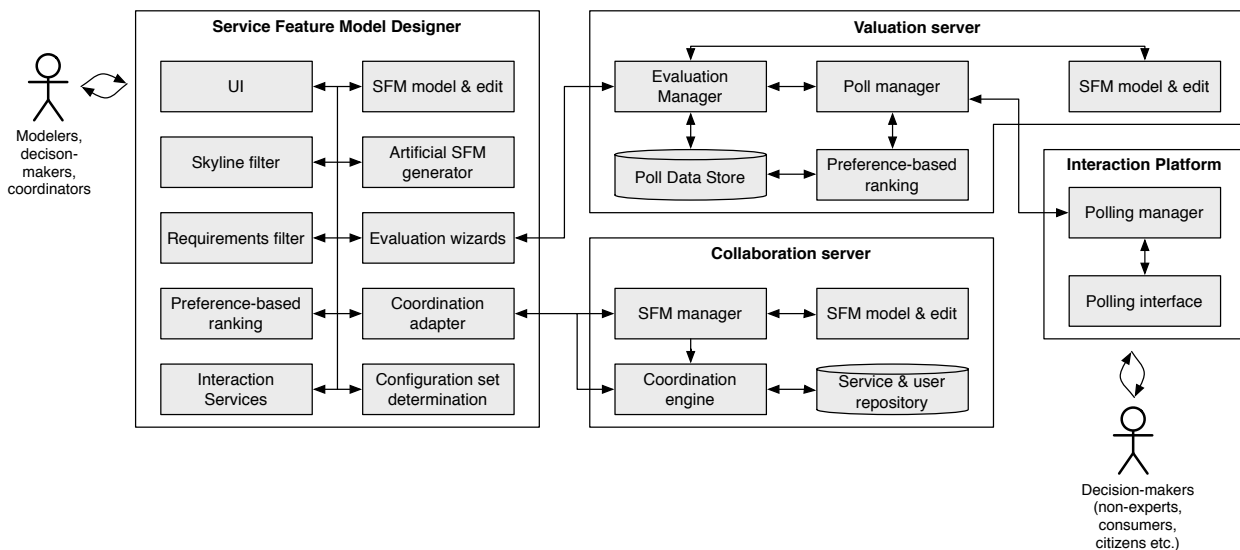 Modelers,
decison-
makers,
coordinators
Service Feature Model Designer
UI
SFM model & edit
Skyline filter
Artificial SFM
generator
Requirements filter
Evaluation wizards
Preference-based
ranking
Coordination
adapter
Interaction
Services
Configuration set
determination
Valuation server
Evaluation
Manager
Poll manager
SFM model & edit
Poll Data Store
Preference-based
ranking
Collaboration server
SFM manager
SFM model & edit
Coordination
engine
Service & user
repository
Interaction Platform
Polling manager
Polling interface
Decision-makers
(non-experts,
consumers,
citizens etc.)